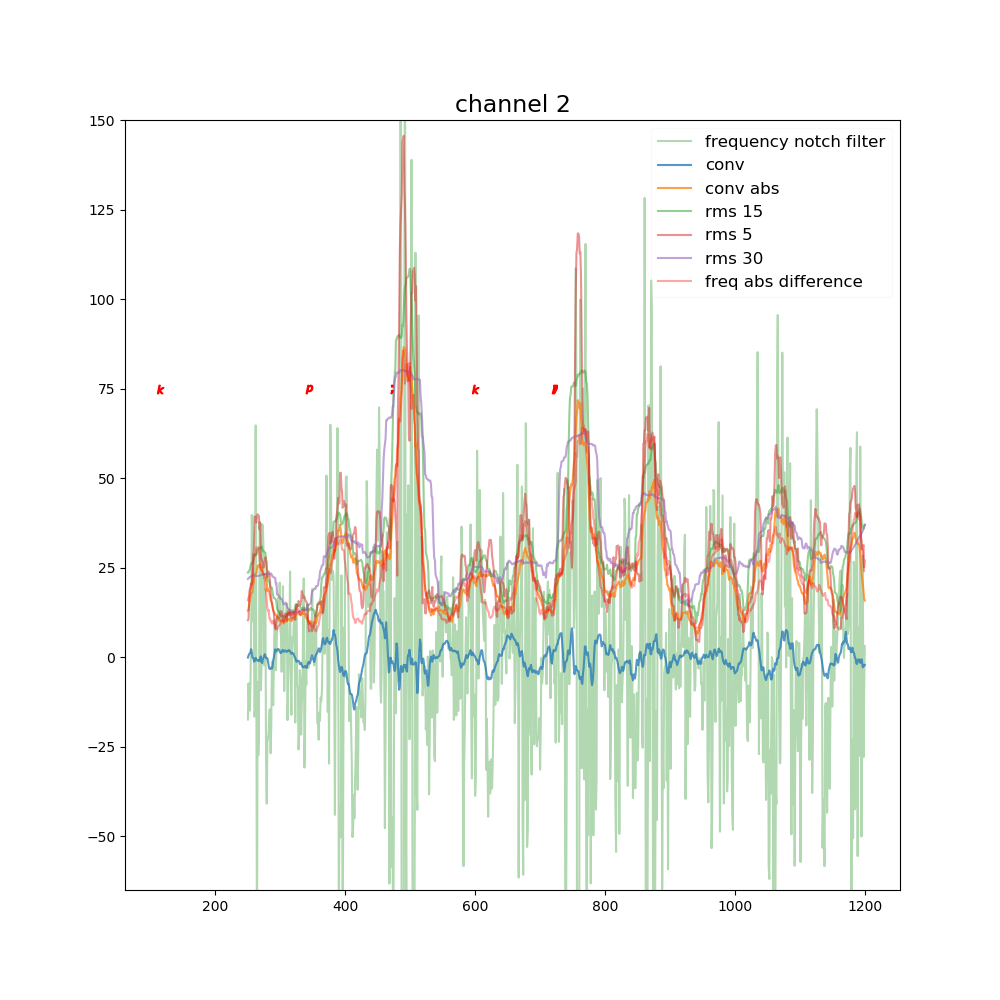 channel 2
150
125
100
75
50
25
0
−25
−50
200 400 600 800 1000 1200
frequency notch filter
conv
conv abs
rms 15
rms 5
rms 30
freq abs difference
k p ; k